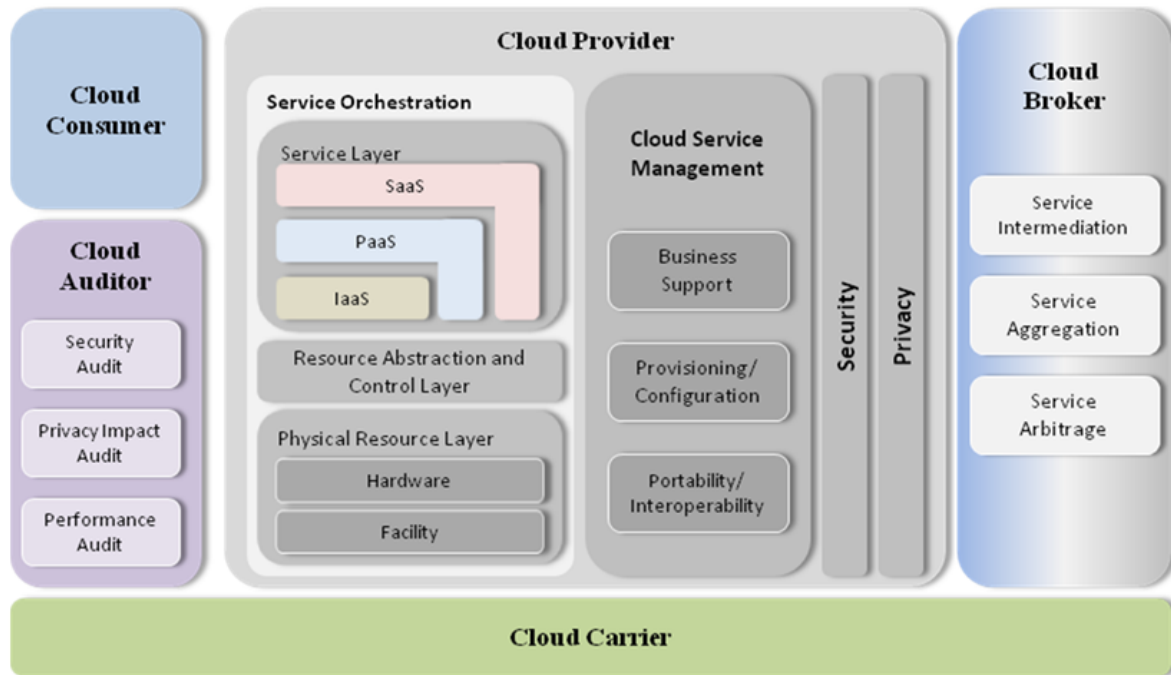 Cloud
Consumer
Cloud
Auditor
Security
Audit
Privacy Impact
Audit
Performance
Audit
Cloud Provider
Service Orchestration
Service Layer
SaaS
PaaS
IaaS
Resource Abstraction and
Control Layer
Physical Resource Layer
Hardware
Facility
Cloud Service
Management
Business
Support
Provisioning/
Configuration
Portability/
Interoperability
Security
Privacy
Cloud
Broker
Service
Intermediation
Service
Aggregation
Service
Arbitrage
Cloud Carrier